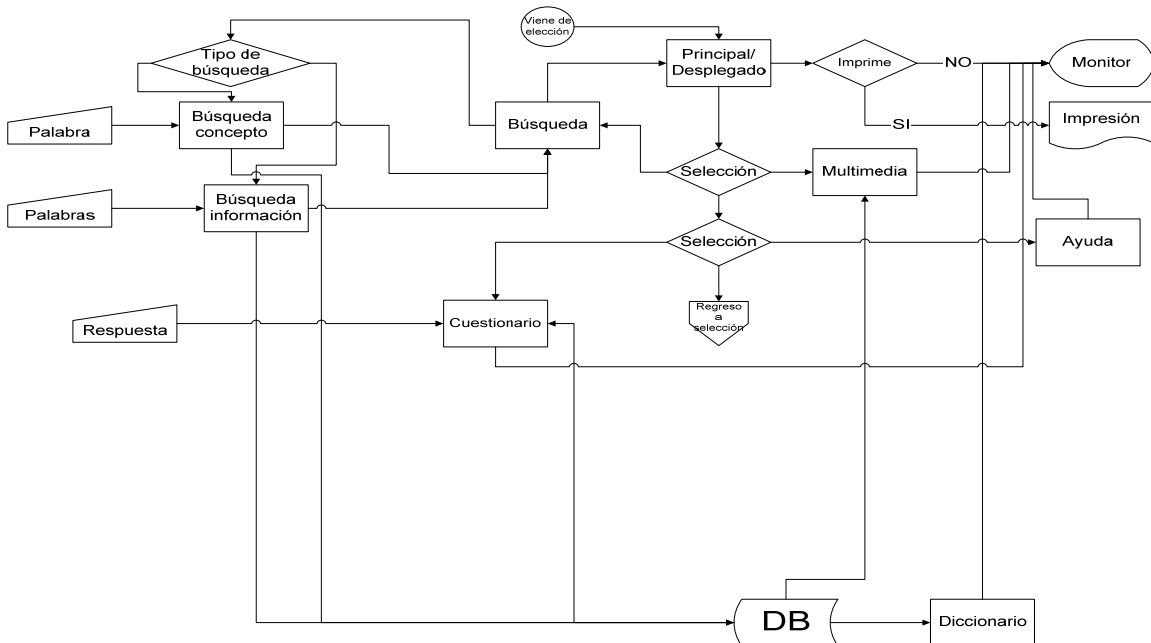 Viene de
elección
Tipo de
búsqueda
Principal/
Desplegado
Imprime
NO
Monitor
Palabra
Búsqueda
concepto
Búsqueda
SI
Impresión
Selección
Multimedia
Palabras
Búsqueda
información
Selección
Ayuda
Regreso
a
selección
Respuesta
Cuestionario
DB
Diccionario